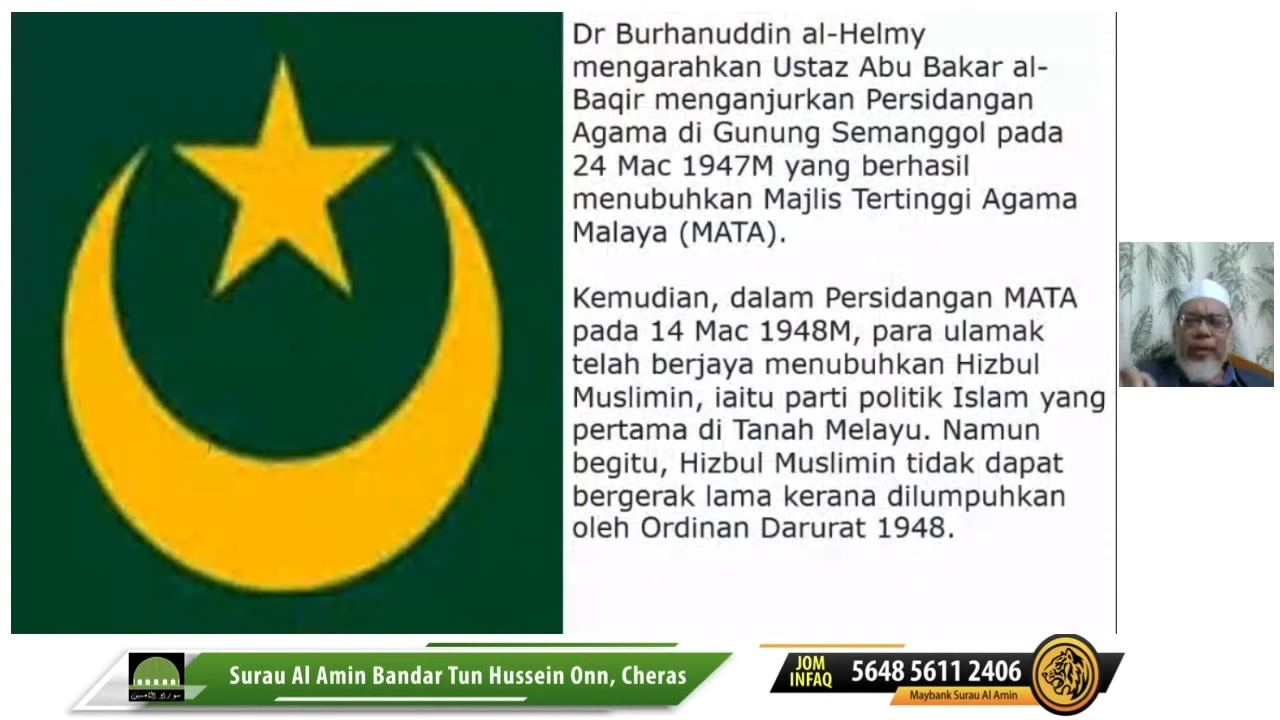 Dr Burhanuddin al-Helmy
mengarahkan Ustaz Abu Bakar al-
Baqir menganjurkan Persidangan
Agama di Gunung Semanggol pada
24 Mac 1947M yang berhasil
menubuhkan Majlis Tertinggi Agama
Malaya (MATA).
Kemudian, dalam Persidangan MATA
pada 14 Mac 1948M, para ulamak
telah berjaya menubuhkan Hizbul
Muslimin, iaitu parti politik Islam yang
pertama di Tanah Melayu. Namun
begitu, Hizbul Muslimin tidak dapat
bergerak lama kerana dilumpuhkan
oleh Ordinan Darurat 1948.
Surau Al Amin Bandar Tun Hussein Onn, Cheras
JOM
INFAQ
5648 5611 2406
Maybank Surau Al Amin